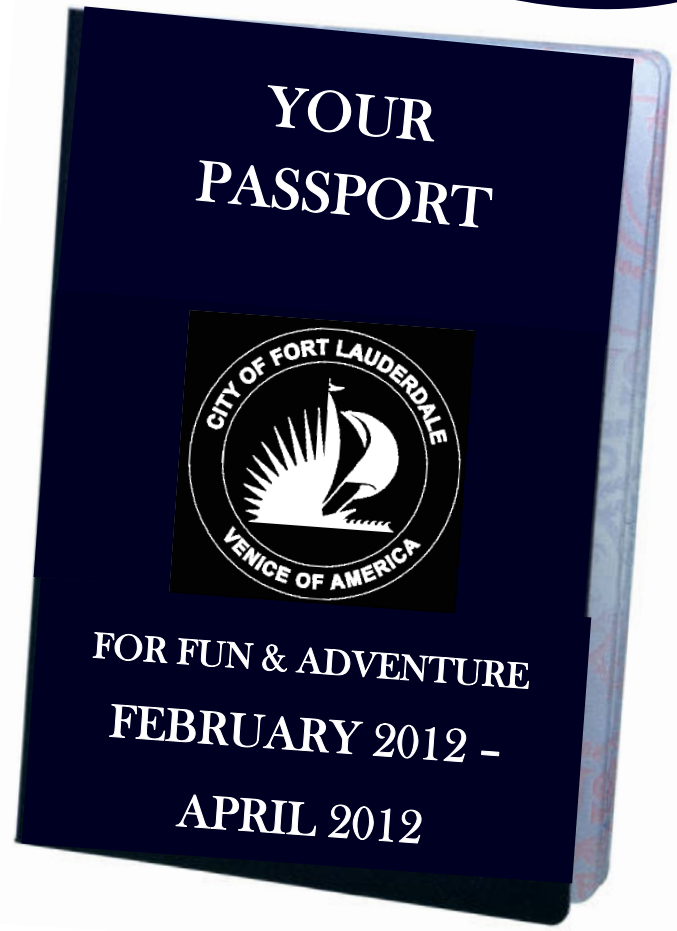 YOUR
PASSPORT
CITY OF FORT LAUDERDALE
VENICE OF AMERICA
FOR FUN & ADVENTURE
FEBRUARY 2012 –
APRIL 2012